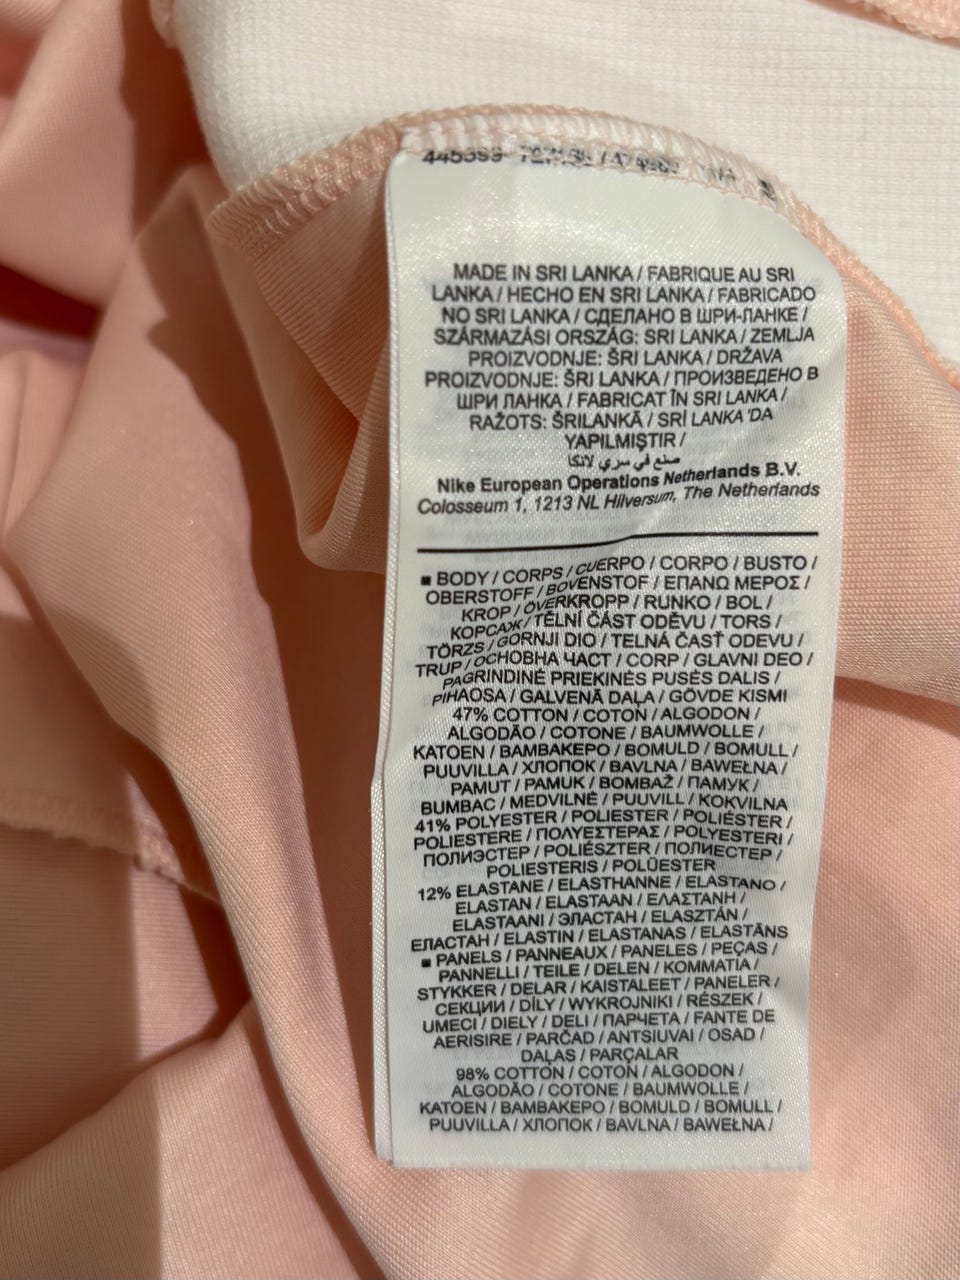 MADE IN SRI LANKA / FABRIQUE AU SRI
LANKA / HECHO EN SRI LANKA / FABRICADO
NO SRI LANKA / СДЕЛАНО В ШРИ-ЛАНКЕ /
SZÁRMAZÁSI ORSZÁG: SRI LANKA / ZEMLJA
PROIZVODNJE: ŠRI LANKA / DRŽAVA
PROIZVODNJE: ŠRI LANKA / ПРОИЗВЕДЕНО В
ШРИ ЛАНКА / FABRICAT ÎN SRI LANKA /
RAŽOTS: ŠRILANKĀ / SRİ LANKA'DA
YAPILMIŞTIR /
صنع في سري لانكا
Nike European Operations Netherlands B.V.
Colosseum 1, 1213 NL Hilversum, The Netherlands
■ BODY / CORPS / CUERPO / CORPO / BUSTO /
OBERSTOFF / BOVENSTOF / ΕΠΑΝΩ ΜΕΡΟΣ /
KROP / ÖVERKROPP / RUNKO / BOL /
КОРСАЖ / TĚLNÍ ČÁST ODĚVU / TORS /
TÖRZS / GORNJI DIO / TELNÁ ČASŤ ODEVU /
TRUP / ОСНОВНА ЧАСТ / CORP / GLAVNI DEO /
PAGRINDINĖ PRIEKINĖS PUSĖS DALIS /
PIHAOSA / GALVENĀ DAĻA / GÖVDE KISMI
47% COTTON / COTON / ALGODON /
ALGODÃO / COTONE / BAUMWOLLE /
KATOEN / ΒΑΜΒΑΚΕΡΟ / BOMULD / BOMULL /
PUUVILLA / ХЛОПОК / BAVLNA / BAWEŁNA /
PAMUT / PAMUK / BOMBAŽ / ПАМУК /
BUMBAC / MEDVILNĖ / PUUVILL / KOKVILNA
41% POLYESTER / POLIESTER / POLIÉSTER /
POLIESTERE / ΠΟΛΥΕΣΤΕΡΑΣ / POLYESTERI /
ПОЛИЭСТЕР / POLIÉSZTER / ПОЛИЕСТЕР /
POLIESTERIS / POLÜESTER
12% ELASTANE / ELASTHANNE / ELASTANO /
ELASTAN / ELASTAAN / ΕΛΑΣΤΑΝΗ /
ELASTAANI / ЭЛАСТАН / ELASZTÁN /
ЕЛАСТАН / ELASTIN / ELASTANAS / ELASTĀNS
■ PANELS / PANNEAUX / PANELES / PEÇAS /
PANNELLI / TEILE / DELEN / ΚΟΜΜΑΤΙΑ /
STYKKER / DELAR / KAISTALEET / PANELER /
СЕКЦИИ / DÍLY / WYKROJNIKI / RÉSZEK /
UMECI / DIELY / DELI / ПАРЧЕТА / FANTE DE
AERISIRE / PARČAD / ANTSIUVAI / OSAD /
DAĻAS / PARÇALAR
98% COTTON / COTON / ALGODON /
ALGODÃO / COTONE / BAUMWOLLE /
KATOEN / ΒΑΜΒΑΚΕΡΟ / BOMULD / BOMULL /
PUUVILLA / ХЛОПОК / BAVLNA / BAWEŁNA /